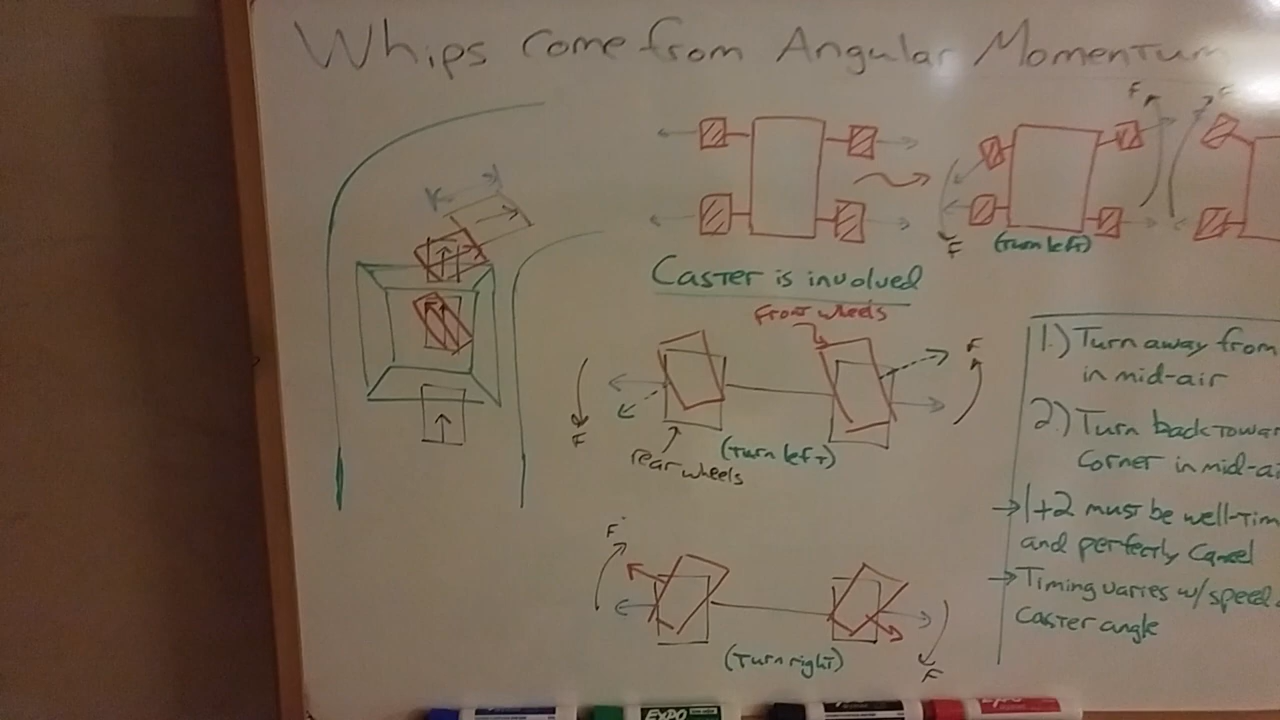 Whips come from Angular Momentum
F
F
F
(turn left)
Caster is involved
Front wheels
F
F
rear wheels
(turn left)
F
F
(turn right)
1.) Turn away from
in mid-air
2.) Turn back towar
corner in mid-ai
→ 1+2 must be well-tim
and perfectly cancel
→ Timing varies w/ speed
Caster angle
EXPO
EXPO